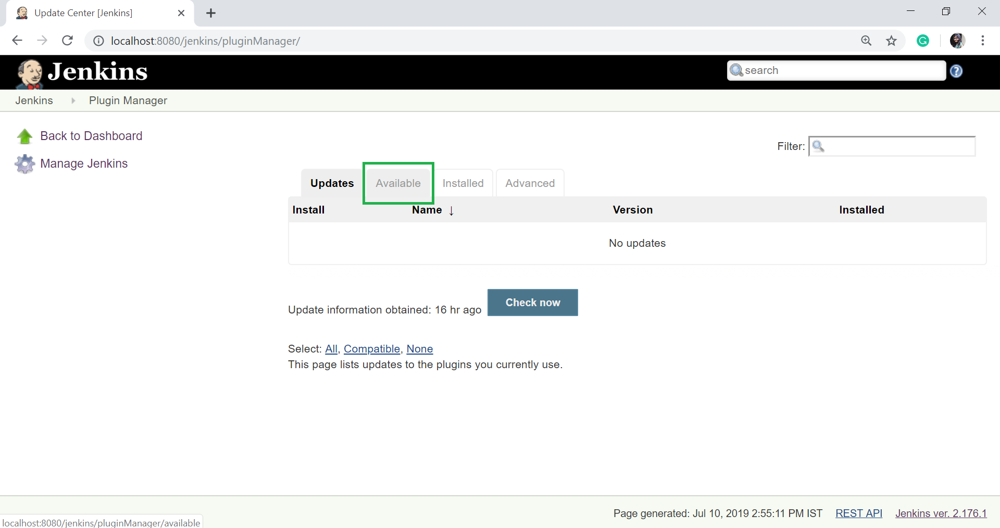 Update Center [Jenkins]
localhost:8080/jenkins/pluginManager/
Jenkins
search
Jenkins Plugin Manager
Back to Dashboard
Manage Jenkins
Filter:
Updates Available Installed Advanced
Install Name ↓ Version Installed
No updates
Update information obtained: 16 hr ago Check now
Select: All, Compatible, None
This page lists updates to the plugins you currently use.
Page generated: Jul 10, 2019 2:55:11 PM IST REST API Jenkins ver. 2.176.1
localhost:8080/jenkins/pluginManager/available